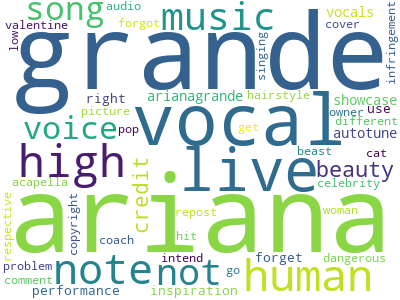 song
music
audio
forgot
valentine
low
vocals
cover
infringement
singing
grande
arianagrande
hairstyle
showcase
right
picture
owner
use
different
voice
pop
vocal
autotune
high
live
get
beast
cat
beauty
acapella
credit
celebrity
ariana
repost
woman
respective
copyright
coach
hit
forget
dangerous
problem
note
not
intend
go
human
comment
performance
inspiration